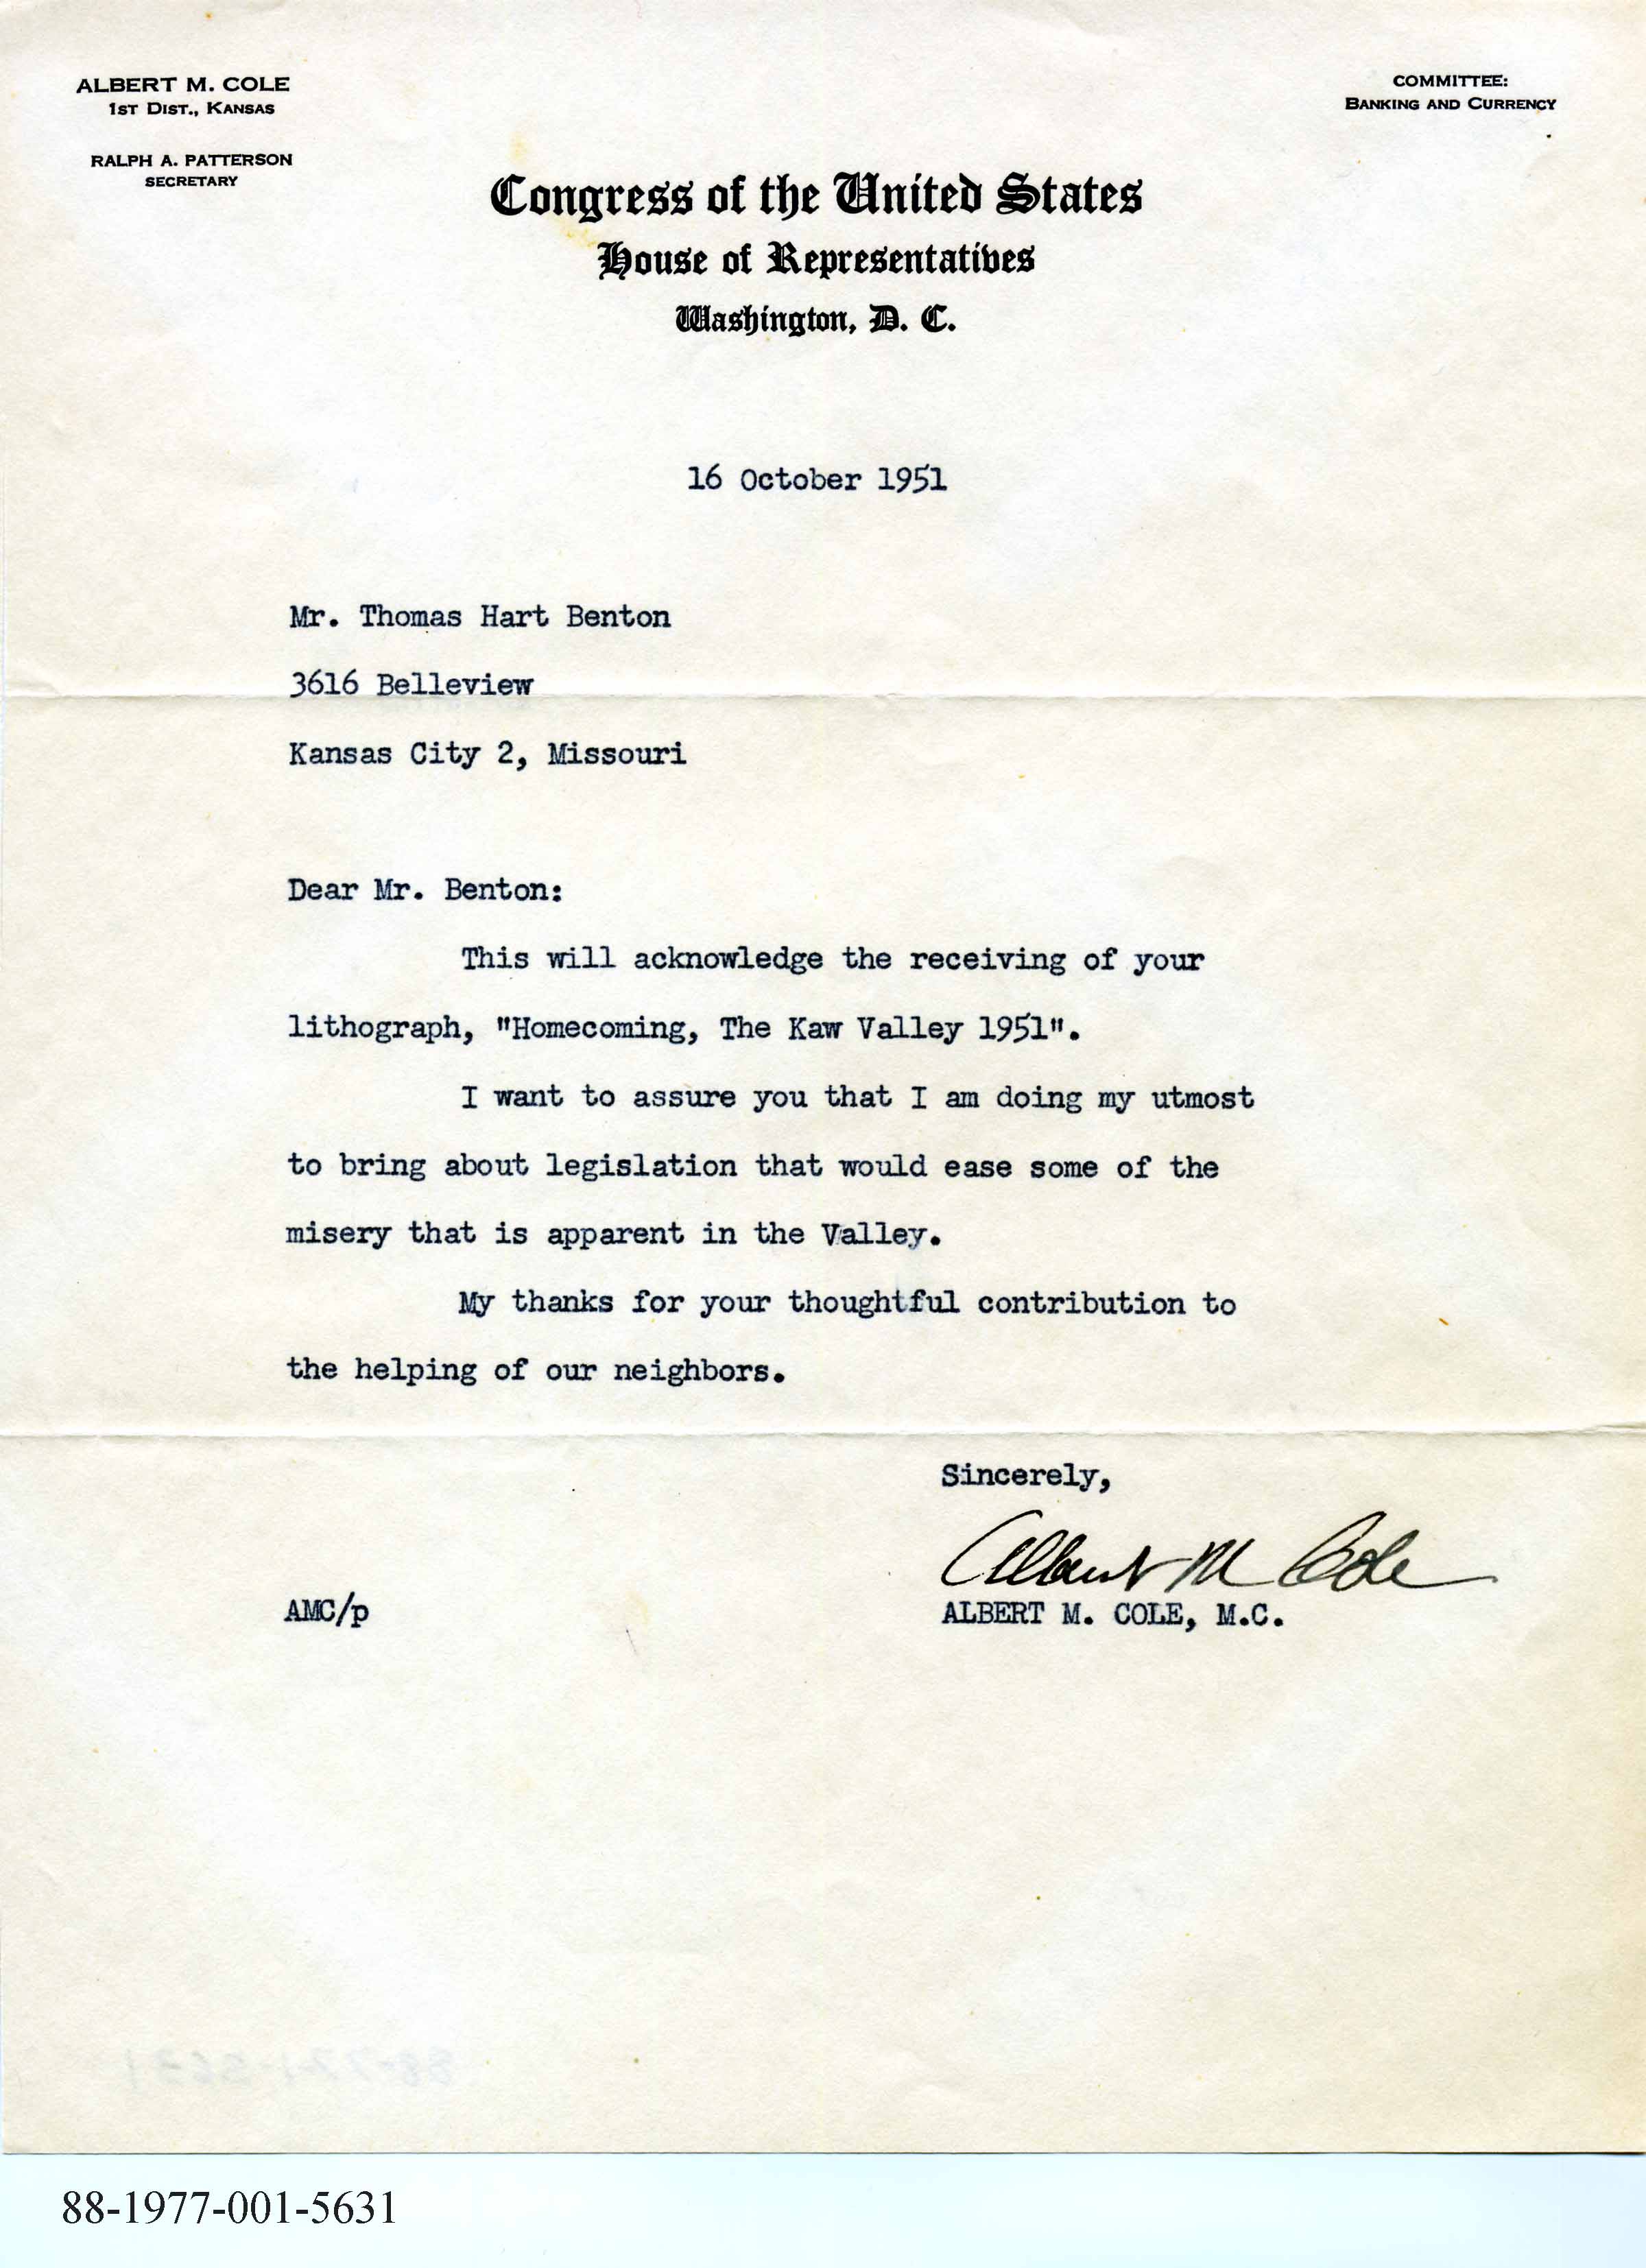 ALBERT M. COLE
1ST DIST., KANSAS
RALPH A. PATTERSON
SECRETARY
COMMITTEE:
BANKING AND CURRENCY
Congress of the United States
House of Representatives
Washington, D. C.
16 October 1951
Mr. Thomas Hart Benton
3616 Belleview
Kansas City 2, Missouri
Dear Mr. Benton:
This will acknowledge the receiving of your
lithograph, "Homecoming, The Kaw Valley 1951".
I want to assure you that I am doing my utmost
to bring about legislation that would ease some of the
misery that is apparent in the Valley.
My thanks for your thoughtful contribution to
the helping of our neighbors.
Sincerely,
Albert M Cole
AMC/p
ALBERT M. COLE, M.C.
88-77-1-5631
88-1977-001-5631